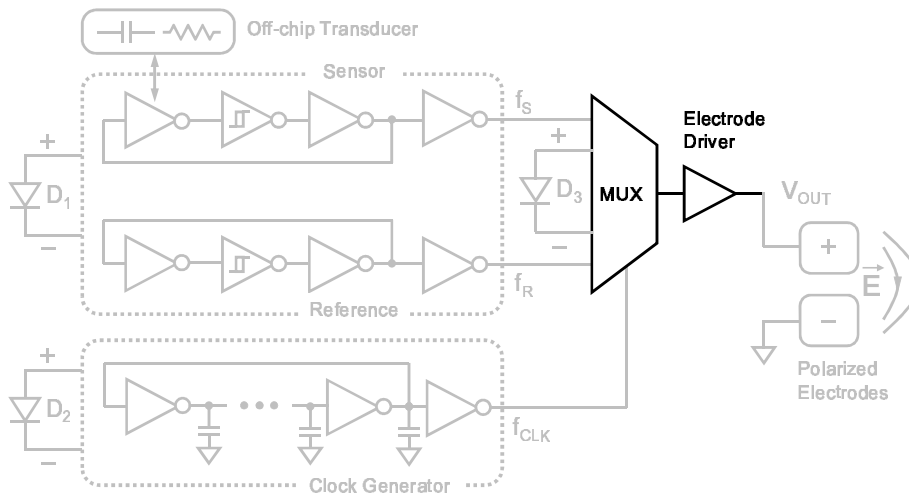 Off-chip Transducer
Sensor
fS
Electrode
Driver
+
+
D1
D3
MUX
VOUT
−
−
+
fR
E
Reference
−
+
Polarized
Electrodes
D2
fCLK
−
Clock Generator